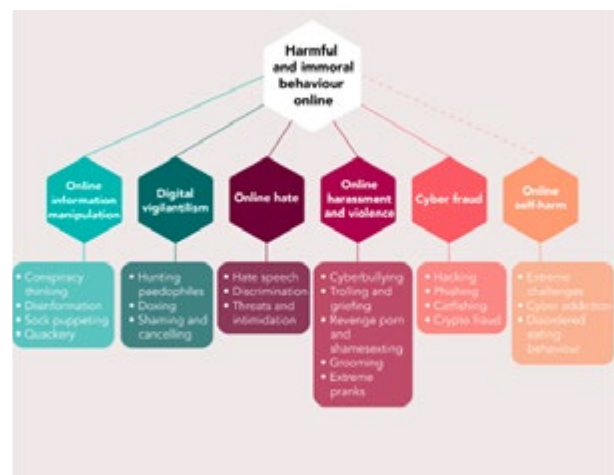 Harmful
and immoral
behaviour
online
Online
information
manipulation
Digital
vigilantilism
Online hate
Online
harassment
and violence
Cyber fraud
Online
self-harm
• Conspiracy
thinking
• Disinformation
• Sock puppeting
• Quackery
• Hunting
paedophiles
• Doxing
• Shaming and
cancelling
• Hate speech
• Discrimination
• Threats and
intimidation
• Cyberbullying
• Trolling and
griefing
• Revenge porn
and
shamesexting
• Grooming
• Extreme
pranks
• Hacking
• Phishing
• Catfishing
• Crypto fraud
• Extreme
challenges
• Cyber addiction
• Disordered
eating
behaviour